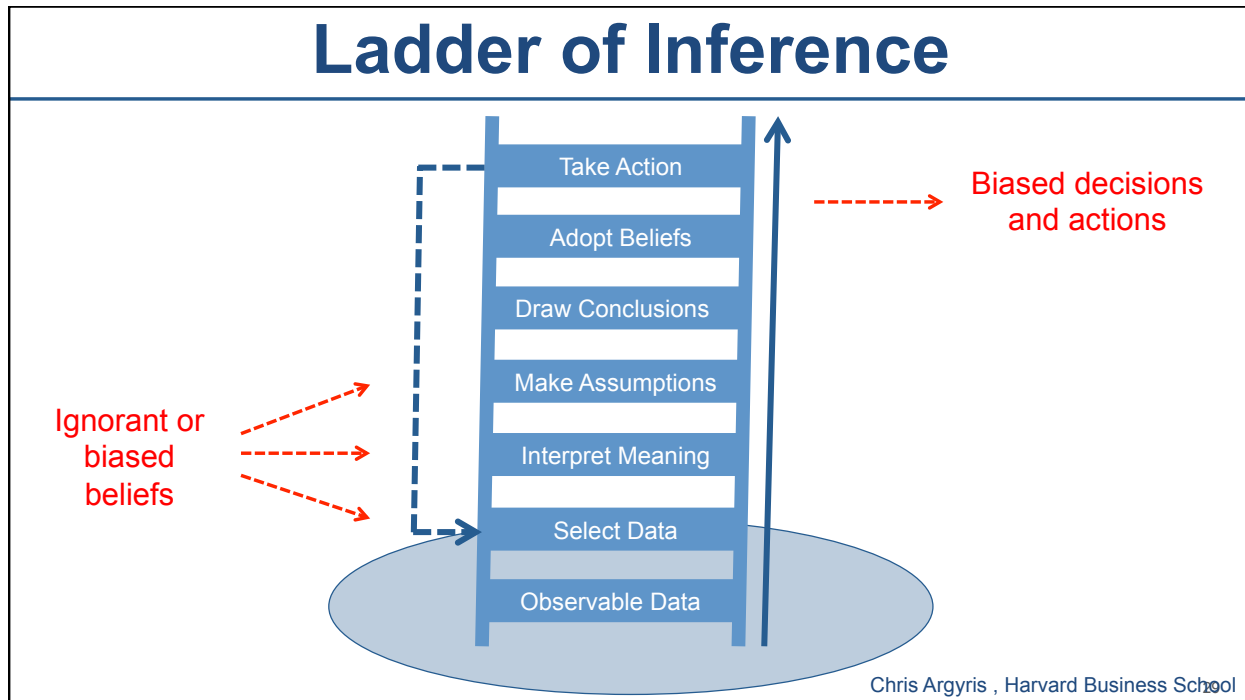 Ladder of Inference
Take Action
Biased decisions
and actions
Adopt Beliefs
Draw Conclusions
Make Assumptions
Ignorant or
biased
beliefs
Interpret Meaning
Select Data
Observable Data
Chris Argyris , Harvard Business School
29